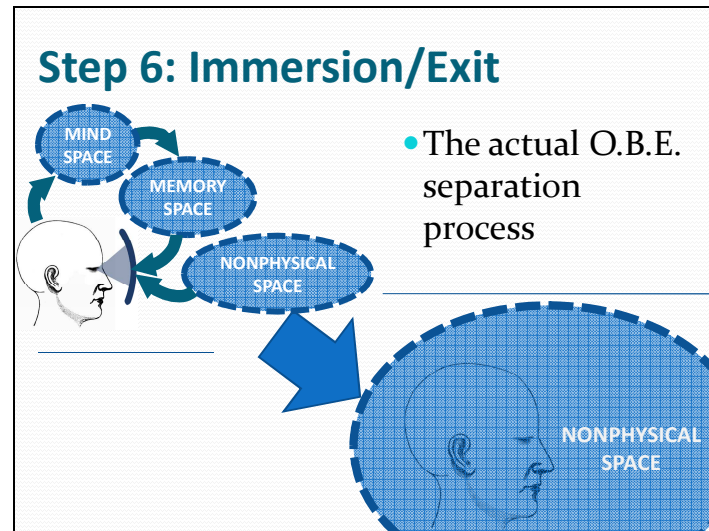 Step 6: Immersion/Exit
MIND
SPACE
MEMORY
SPACE
NONPHYSICAL
SPACE
• The actual O.B.E.
separation
process
NONPHYSICAL
SPACE